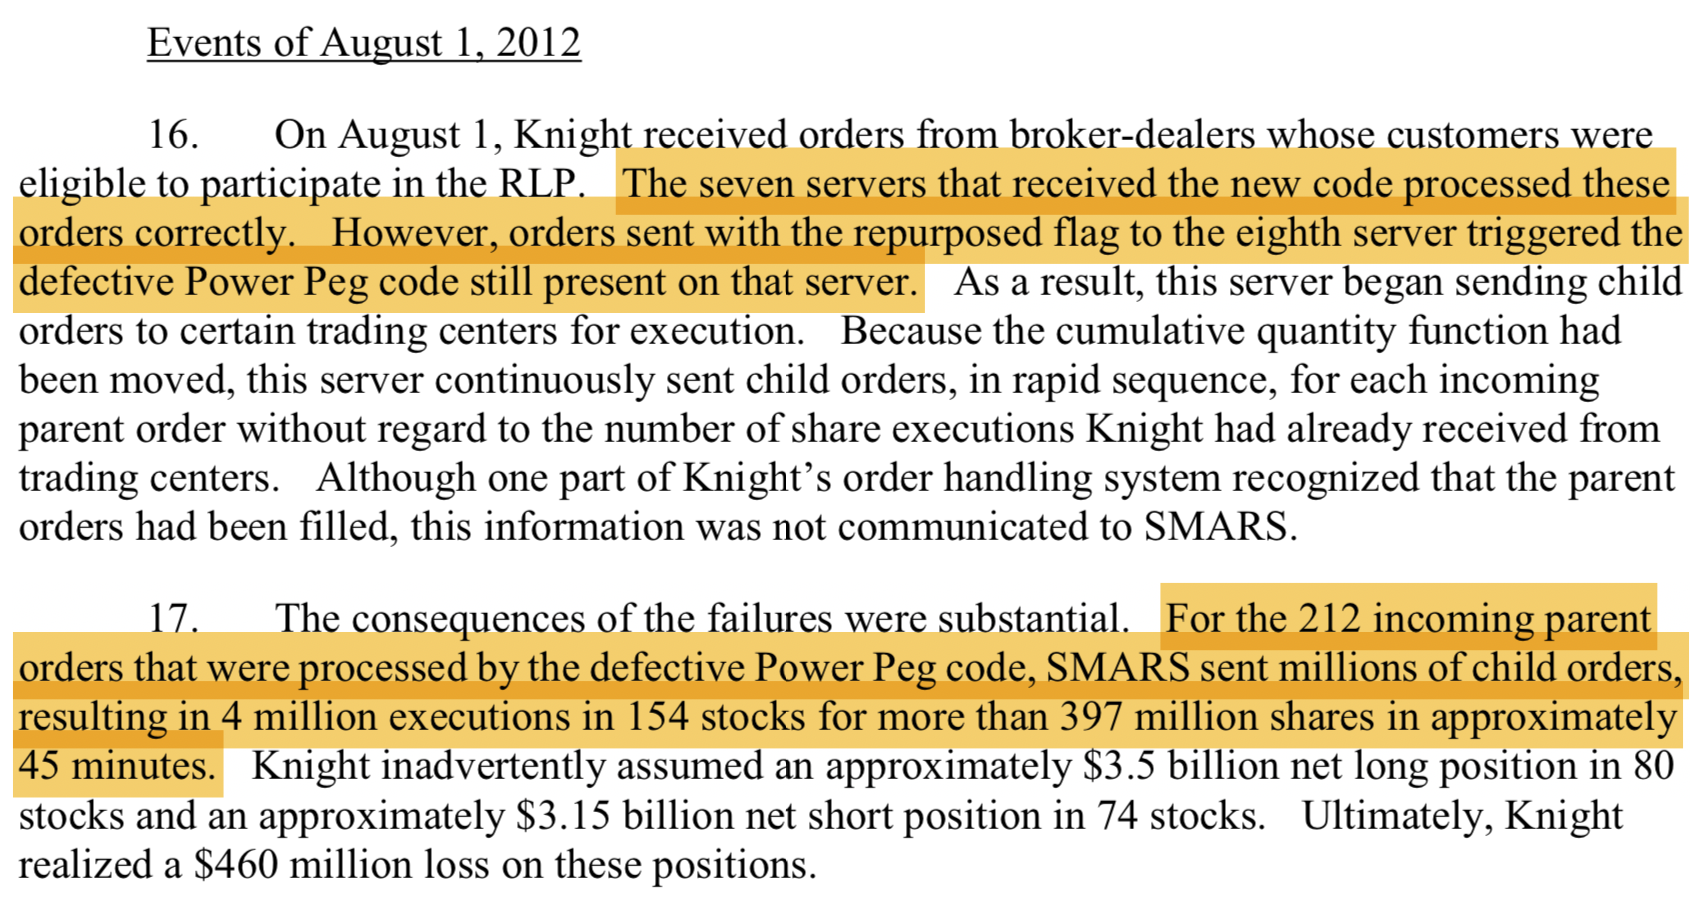 Events of August 1, 2012
16. On August 1, Knight received orders from broker-dealers whose customers were
eligible to participate in the RLP. The seven servers that received the new code processed these
orders correctly. However, orders sent with the repurposed flag to the eighth server triggered the
defective Power Peg code still present on that server. As a result, this server began sending child
orders to certain trading centers for execution. Because the cumulative quantity function had
been moved, this server continuously sent child orders, in rapid sequence, for each incoming
parent order without regard to the number of share executions Knight had already received from
trading centers. Although one part of Knight’s order handling system recognized that the parent
orders had been filled, this information was not communicated to SMARS.
17. The consequences of the failures were substantial. For the 212 incoming parent
orders that were processed by the defective Power Peg code, SMARS sent millions of child orders,
resulting in 4 million executions in 154 stocks for more than 397 million shares in approximately
45 minutes. Knight inadvertently assumed an approximately $3.5 billion net long position in 80
stocks and an approximately $3.15 billion net short position in 74 stocks. Ultimately, Knight
realized a $460 million loss on these positions.